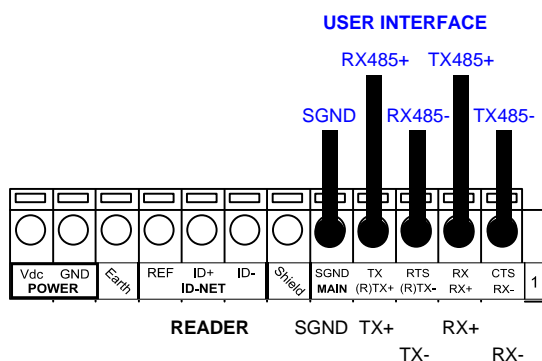 USER INTERFACE
RX485+ TX485+
SGND RX485- TX485-
Vdc GND Earth REF ID+ ID- Shield SGND TX RTS RX CTS
POWER ID-NET MAIN (R)TX+ (R)TX- RX+ RX- 1
READER SGND TX+ RX+
TX- RX-